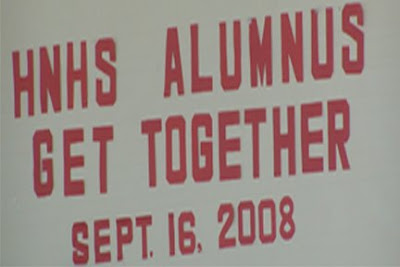 HNHS ALUMNUS
GET TOGETHER
SEPT. 16, 2008